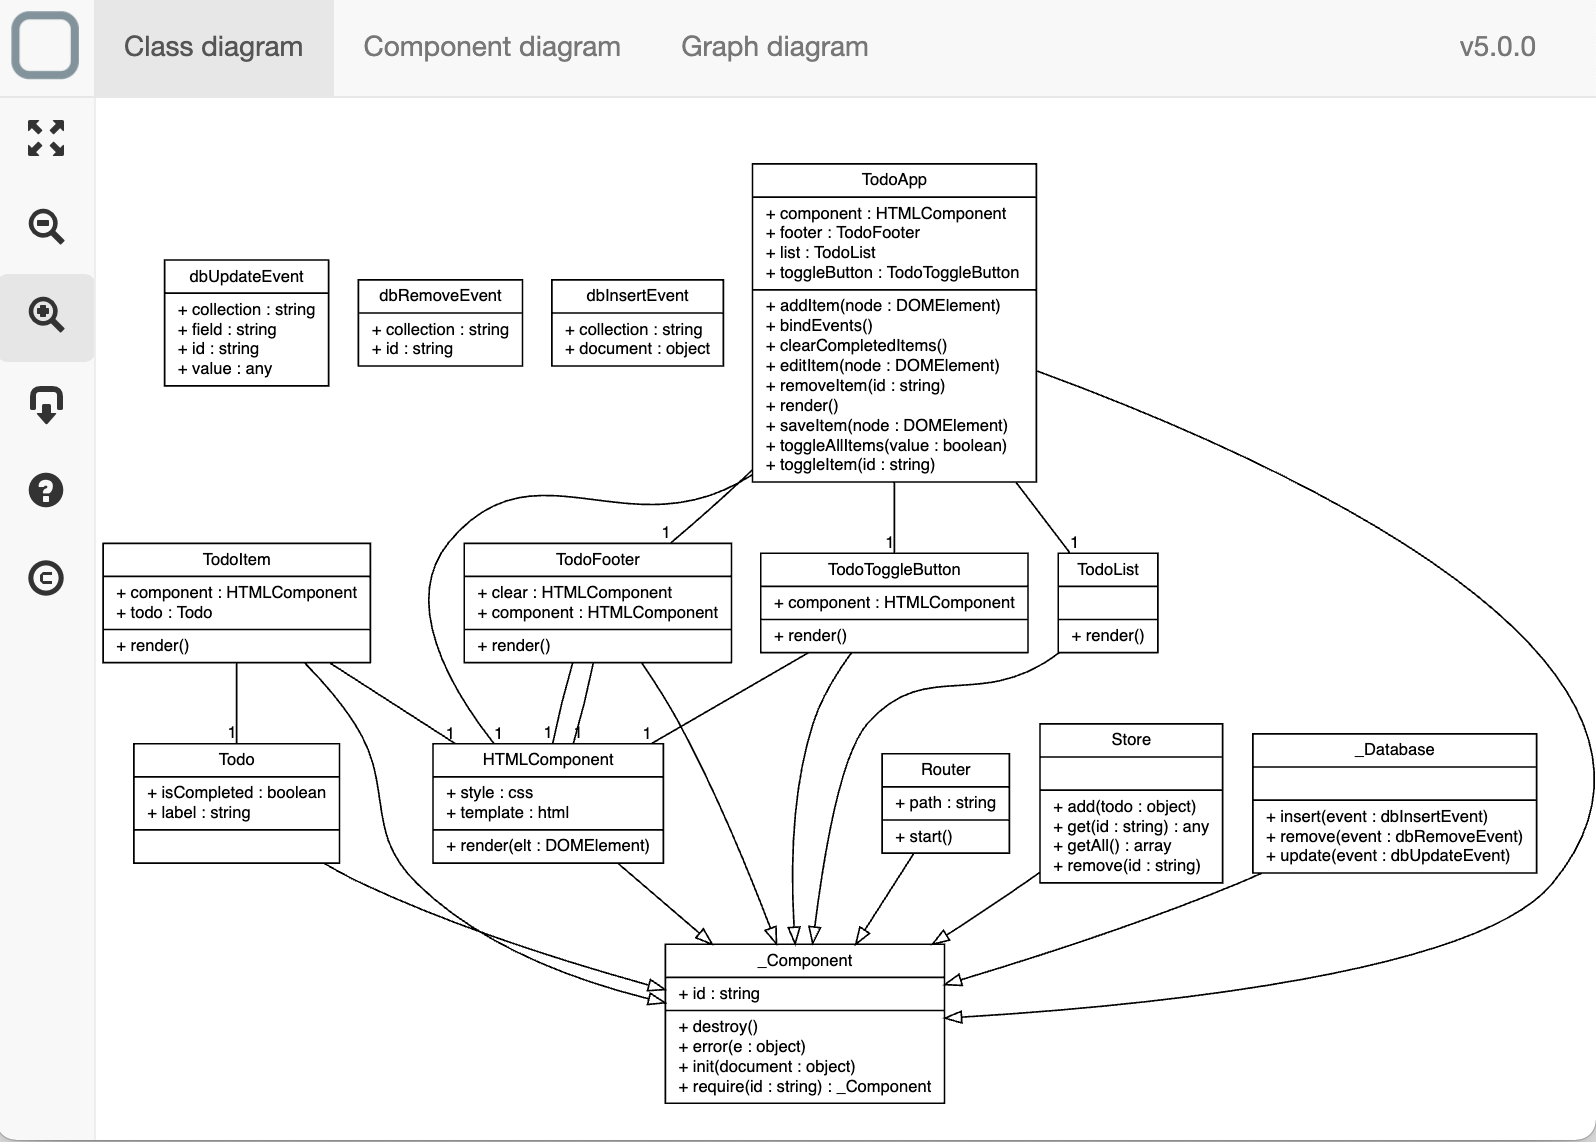 Class diagram
Component diagram
Graph diagram
v5.0.0
TodoApp
+ component : HTMLComponent
+ footer : TodoFooter
+ list : TodoList
+ toggleButton : TodoToggleButton
+ addItem(node : DOMElement)
+ bindEvents()
+ clearCompletedItems()
+ editItem(node : DOMElement)
+ removeItem(id : string)
+ render()
+ saveItem(node : DOMElement)
+ toggleAllItems(value : boolean)
+ toggleItem(id : string)
dbUpdateEvent
+ collection : string
+ field : string
+ id : string
+ value : any
dbRemoveEvent
+ collection : string
+ id : string
dbInsertEvent
+ collection : string
+ document : object
1
1
1
TodoItem
+ component : HTMLComponent
+ todo : Todo
+ render()
TodoFooter
+ clear : HTMLComponent
+ component : HTMLComponent
+ render()
TodoToggleButton
+ component : HTMLComponent
+ render()
TodoList
+ render()
1
1
1
1
1
1
Todo
+ isCompleted : boolean
+ label : string
HTMLComponent
+ style : css
+ template : html
+ render(elt : DOMElement)
Router
+ path : string
+ start()
Store
+ add(todo : object)
+ get(id : string) : any
+ getAll() : array
+ remove(id : string)
_Database
+ insert(event : dbInsertEvent)
+ remove(event : dbRemoveEvent)
+ update(event : dbUpdateEvent)
_Component
+ id : string
+ destroy()
+ error(e : object)
+ init(document : object)
+ require(id : string) : _Component